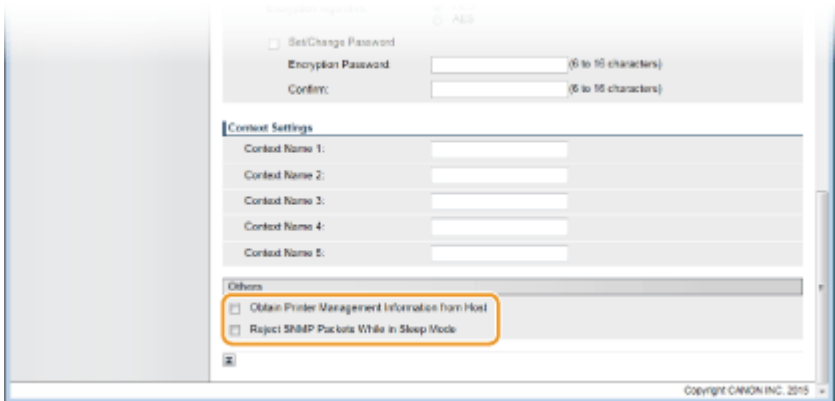 AES
Set/Change Password
Encryption Password (6 to 16 characters)
Confirm: (6 to 16 characters)
Context Settings
Context Name 1:
Context Name 2:
Context Name 3:
Context Name 4:
Context Name 5:
Others
Obtain Printer Management Information from Host
Reject SNMP Packets While in Sleep Mode
Copyright CANON INC. 2015